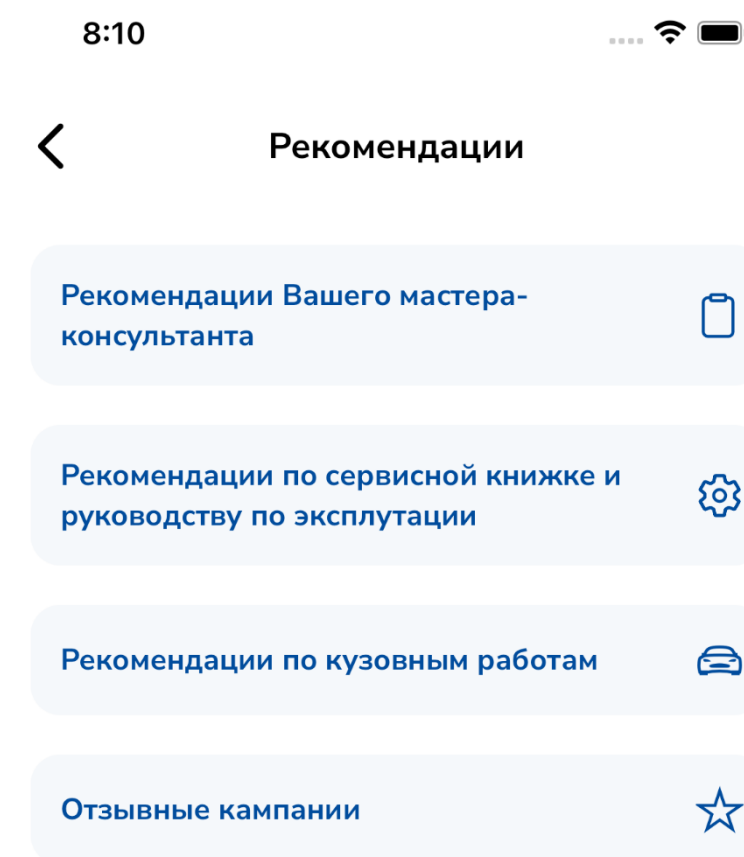 8:10
Рекомендации
Рекомендации Вашего мастера-
консультанта
Рекомендации по сервисной книжке и
руководству по эксплутации
Рекомендации по кузовным работам
Отзывные кампании